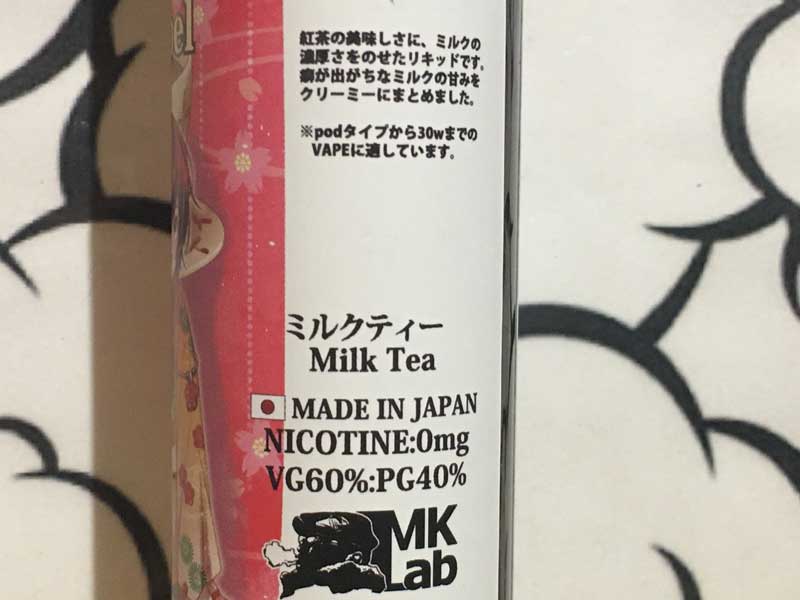 el
紅茶の美味しさに、ミルクの
濃厚さをのせたリキッドです。
癖が出がちなミルクの甘みを
クリーミーにまとめました。
※podタイプから30wまでの
VAPEに適しています。
ミルクティー
Milk Tea
MADE IN JAPAN
NICOTINE:0mg
VG60%:PG40%
MK
Lab